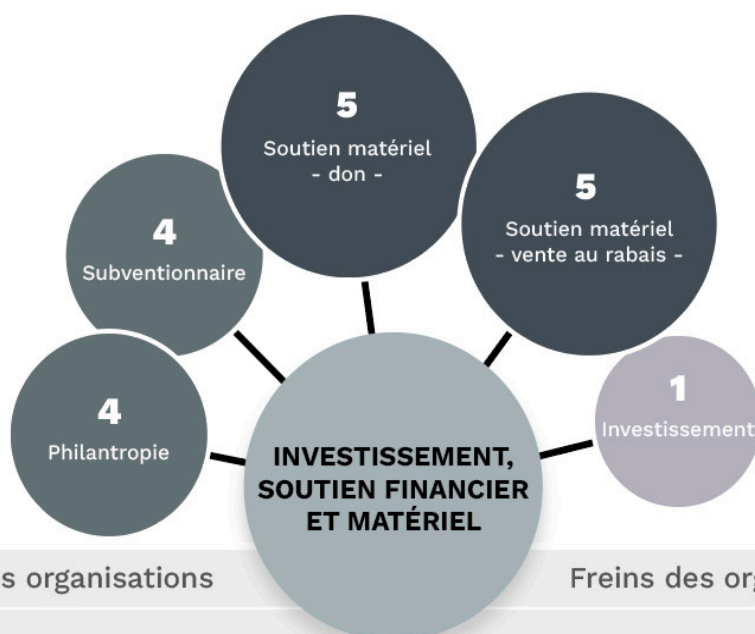 5
Soutien matériel
- don -
5
Soutien matériel
- vente au rabais -
4
Subventionnaire
4
Philantropie
1
Investissement
INVESTISSEMENT,
SOUTIEN FINANCIER
ET MATÉRIEL
organisations
Freins des